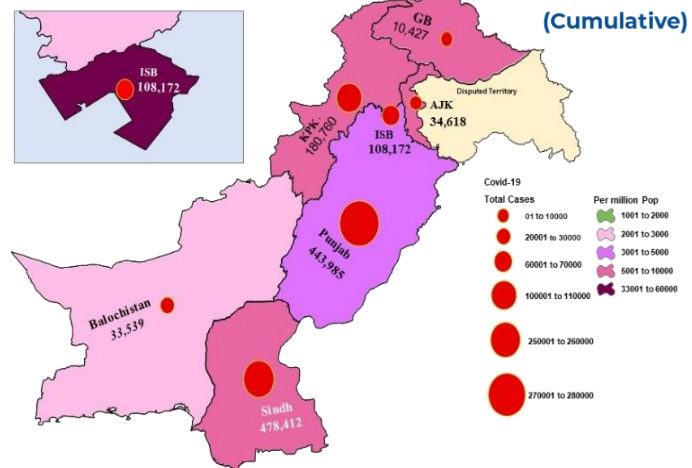 (Cumulative)
GB
10,427
ISB
108,172
Disputed Territory
AJK
34,618
KPK
180,760
ISB
108,172
Punjab
443,985
Balochistan
33,539
Sindh
478,412
Covid-19
Total Cases
01 to 10000
20001 to 30000
60001 to 70000
100001 to 110000
250001 to 260000
270001 to 280000
Per million Pop
1001 to 2000
2001 to 3000
3001 to 5000
5001 to 10000
33001 to 60000